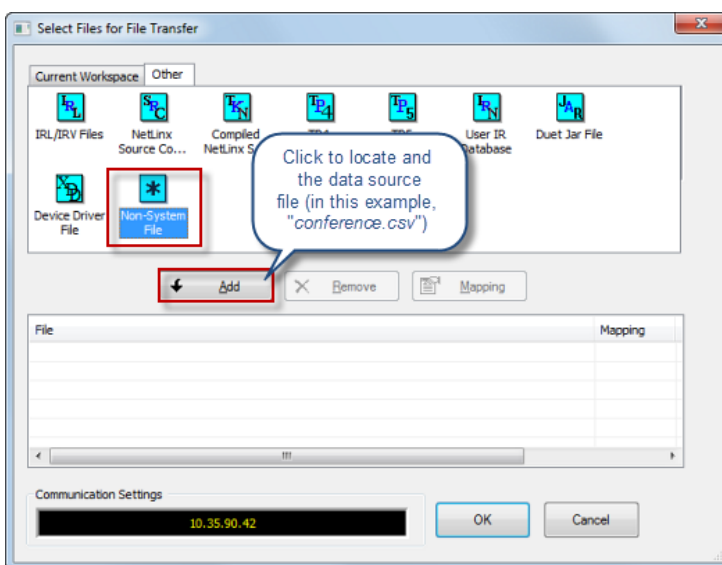 Select Files for File Transfer
Current Workspace Other
IRL/IRV Files NetLinx Compiled User IR Duet Jar File
Source Co... NetLinx S Database
Click to locate and
the data source
file (in this example,
"conference.csv")
Device Driver Non-System
File File
Add Remove Mapping
File Mapping
Communication Settings
10.35.90.42
OK Cancel